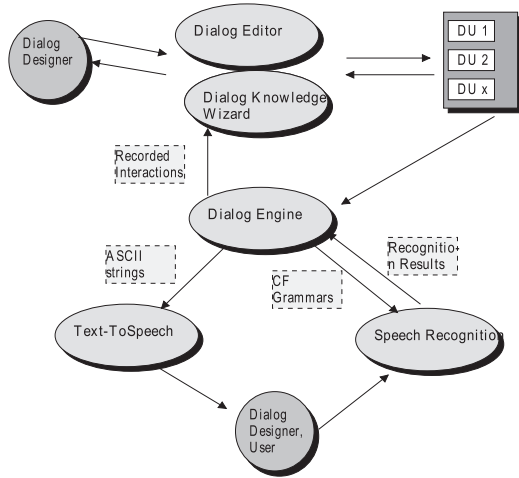 Dialog
Designer
Dialog Editor
Dialog Knowledge
Wizard
DU 1
DU 2
DU x
Recorded
Interactions
Dialog Engine
ASCII
strings
CF
Grammars
Recognitio-
n Results
Text-ToSpeech
Speech Recognition
Dialog
Designer,
User